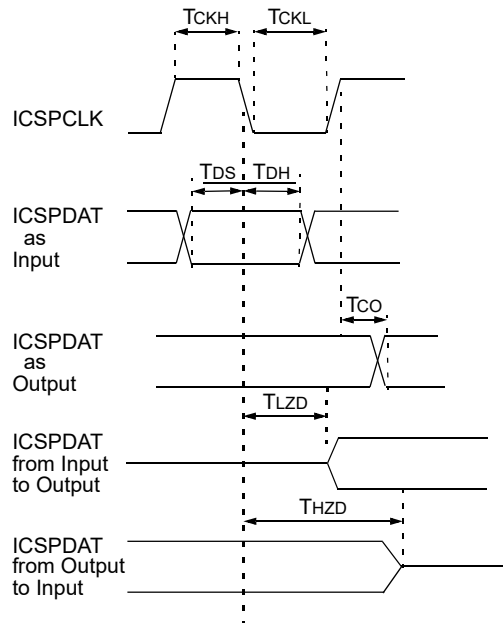 TCKH
TCKL
ICSPCLK
TDS
TDH
ICSPDAT
as
Input
TCO
ICSPDAT
as
Output
TLZD
ICSPDAT
from Input
to Output
THZD
ICSPDAT
from Output
to Input